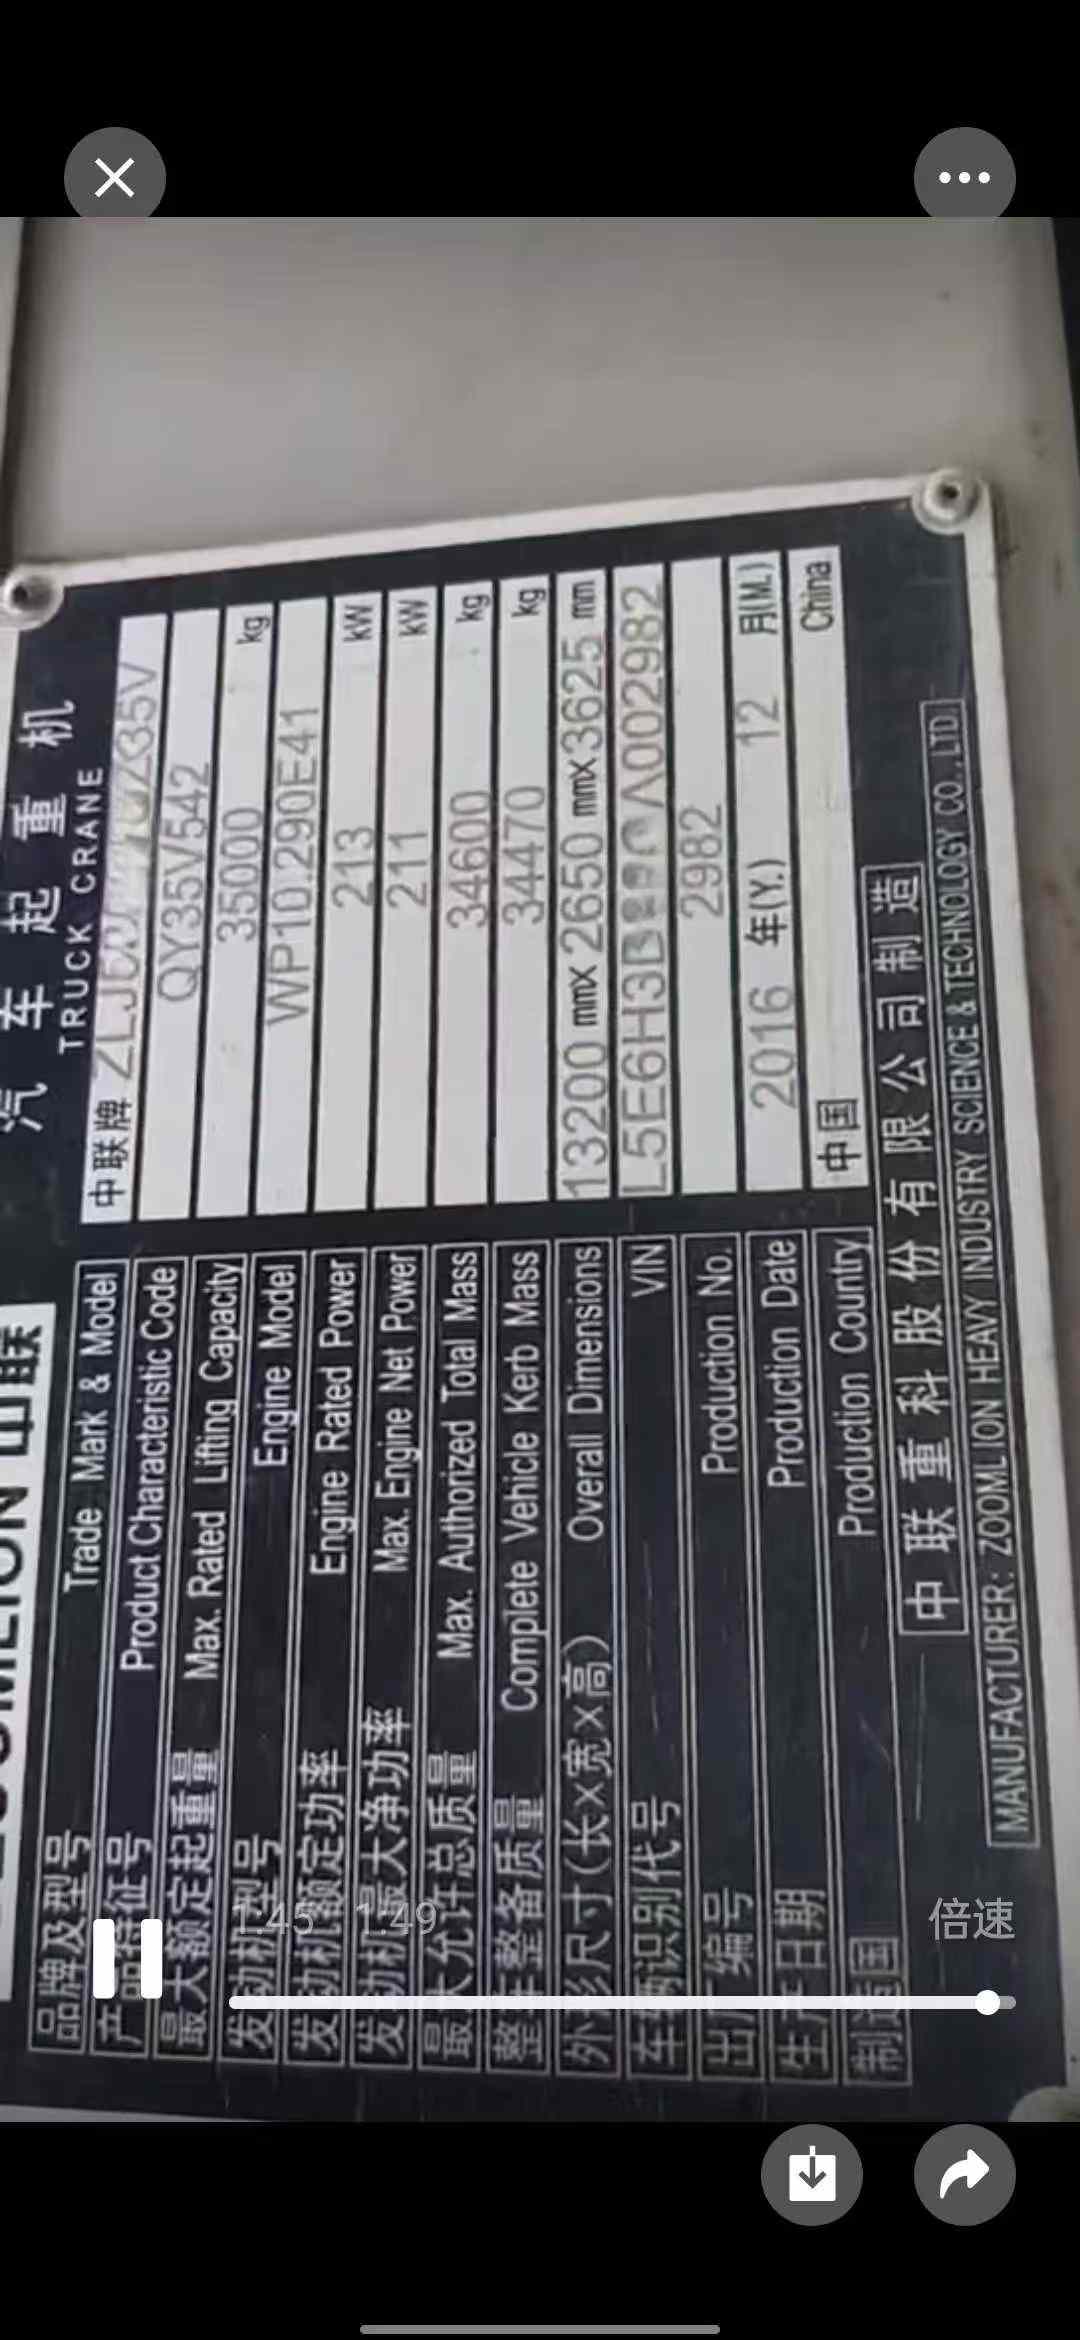 ZOOMLION 中联
汽车起重机
TRUCK CRANE
品牌及型号 Trade Mark & Model 中联牌
产品特征号 Product Characteristic Code QY35V542
最大额定起重量 Max. Rated Lifting Capacity 35000 kg
发动机型号 Engine Model WP10.290E41
发动机额定功率 Engine Rated Power 213 kW
发动机最大净功率 Max. Engine Net Power 211 kW
最大允许总质量 Max. Authorized Total Mass 34600 kg
整车整备质量 Complete Vehicle Kerb Mass 34470 kg
外形尺寸(长×宽×高) Overall Dimensions 13200 mm× 2650 mm×3625 mm
车辆识别代号 VIN
出厂编号 Production No. 2982
生产日期 Production Date 2016 年(Y.) 12 月(M.)
制造国 Production Country 中国 China
中联重科股份有限公司制造
MANUFACTURER: ZOOMLION HEAVY INDUSTRY SCIENCE & TECHNOLOGY CO.,LTD.
1:45 1:49
倍速